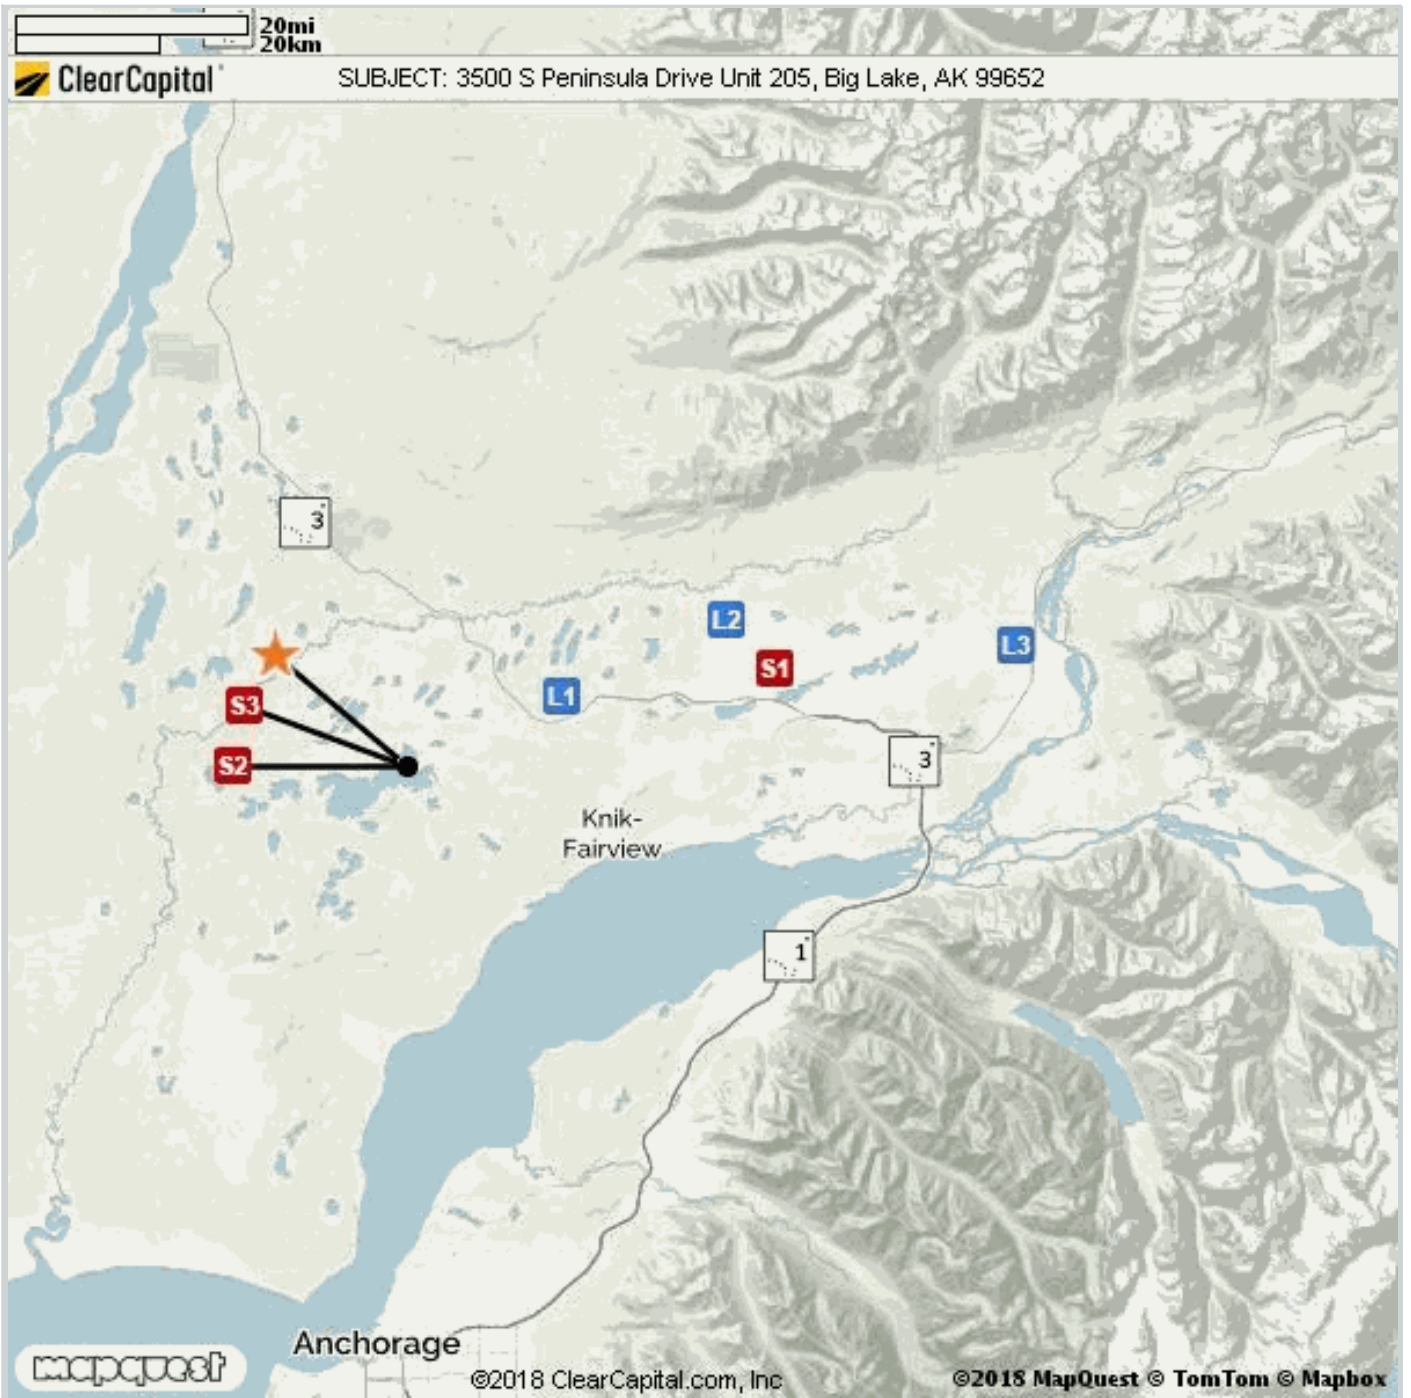 20mi
20km
ClearCapital
SUBJECT: 3500 S Peninsula Drive Unit 205, Big Lake, AK 99652
3
L2
L3
S1
L1
S3
3
S2
Knik-
Fairview
1
Anchorage
mapquest
©2018 ClearCapital.com, Inc
©2018 MapQuest © TomTom © Mapbox